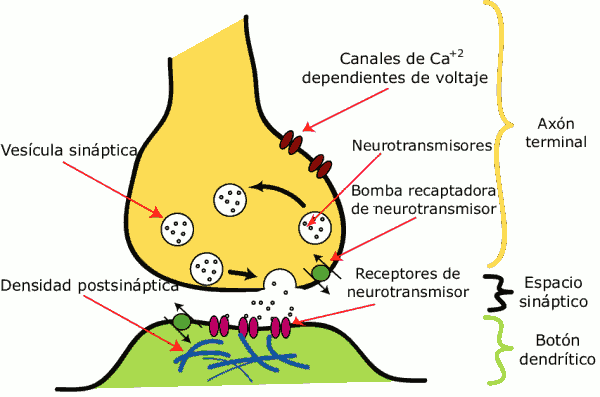 Canales de Ca+2
dependientes de voltaje
Axón
terminal
Vesícula sináptica
Neurotransmisores
Bomba recaptadora
de neurotransmisor
Densidad postsináptica
Receptores de
neurotransmisor
Espacio
sináptico
Botón
dendrítico